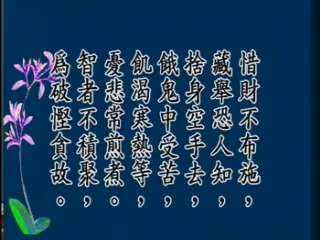 惜財不布施，
藏舉恐人知，
捨身空手去，
餓鬼中受苦，
飢渴寒熱等，
憂悲常煎煮。
智者不積聚，
爲破慳貪故。